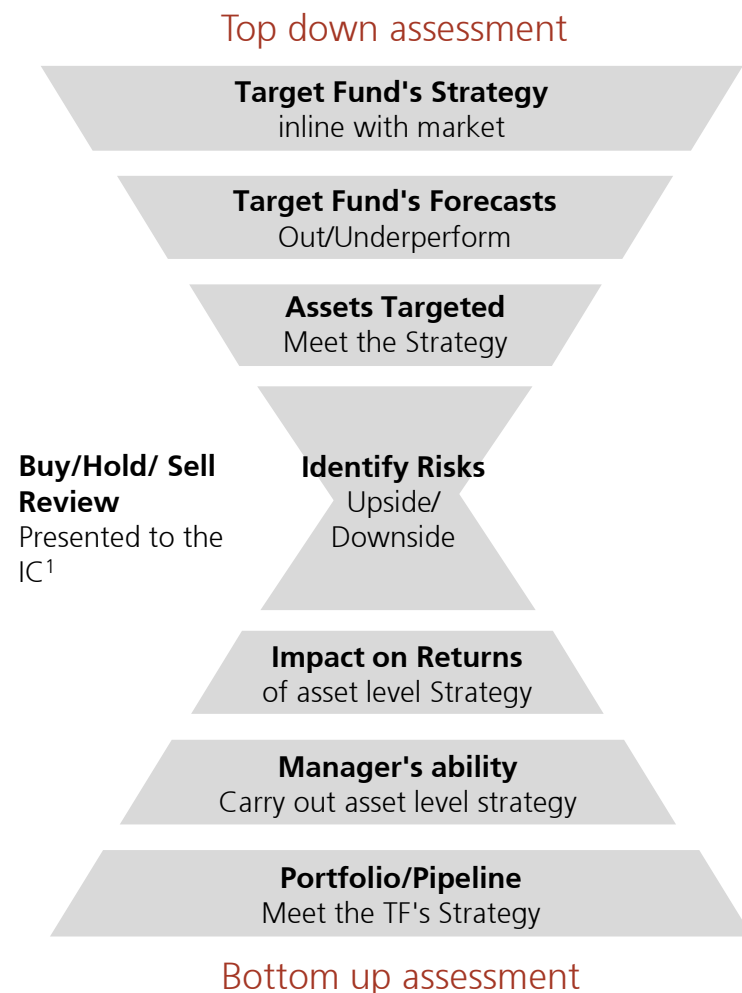 Top down assessment
Target Fund's Strategy
inline with market
Target Fund's Forecasts
Out/Underperform
Assets Targeted
Meet the Strategy
Buy/Hold/ Sell
Review
Presented to the
IC¹
Identify Risks
Upside/
Downside
Impact on Returns
of asset level Strategy
Manager's ability
Carry out asset level strategy
Portfolio/Pipeline
Meet the TF's Strategy
Bottom up assessment